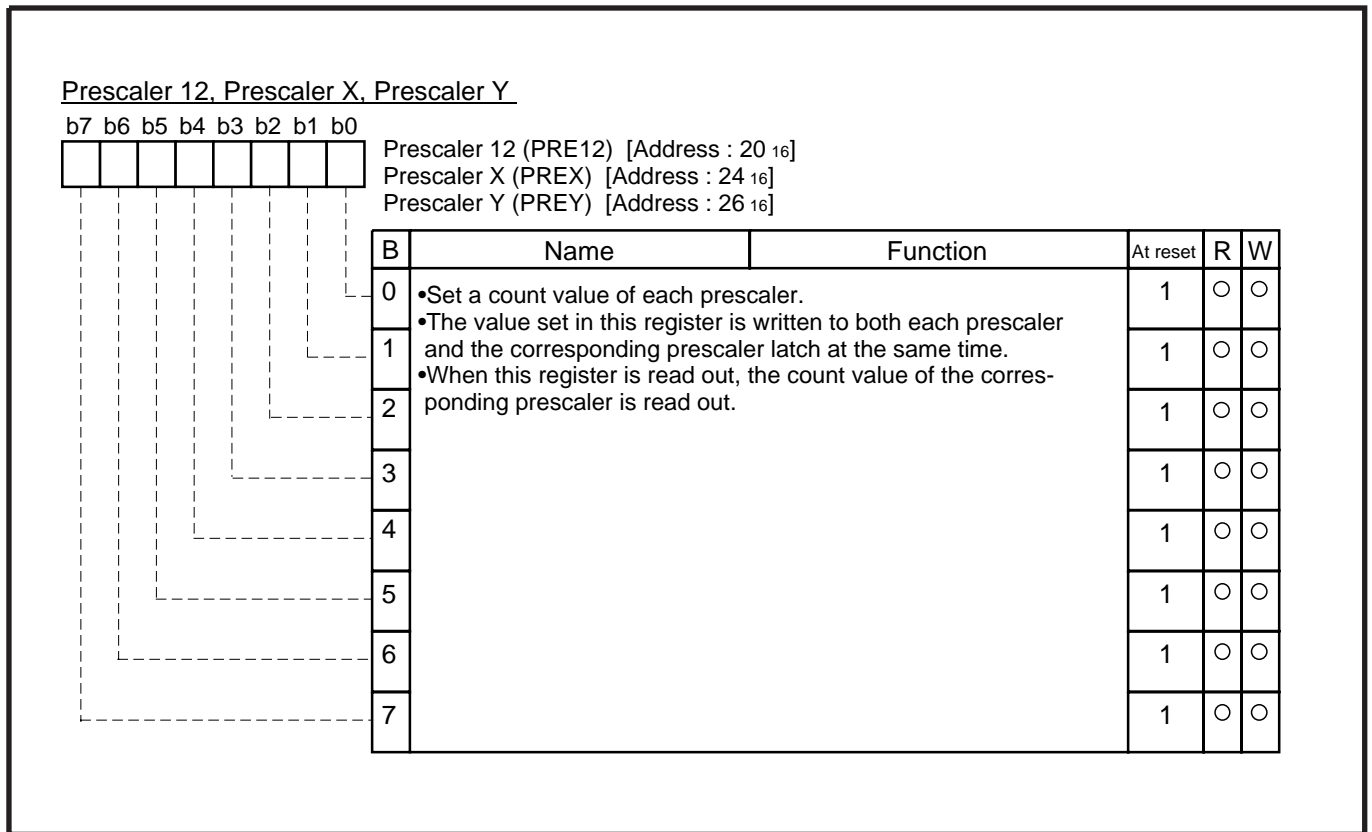 Prescaler 12, Prescaler X, Prescaler Y
b7 b6 b5 b4 b3 b2 b1 b0
Prescaler 12 (PRE12) [Address : 20 16]
Prescaler X (PREX) [Address : 24 16]
Prescaler Y (PREY) [Address : 26 16]
B Name Function At reset R W
0 •Set a count value of each prescaler. 1 ○ ○
•The value set in this register is written to both each prescaler
1 and the corresponding prescaler latch at the same time. 1 ○ ○
•When this register is read out, the count value of the corres-
2 ponding prescaler is read out. 1 ○ ○
3 1 ○ ○
4 1 ○ ○
5 1 ○ ○
6 1 ○ ○
7 1 ○ ○